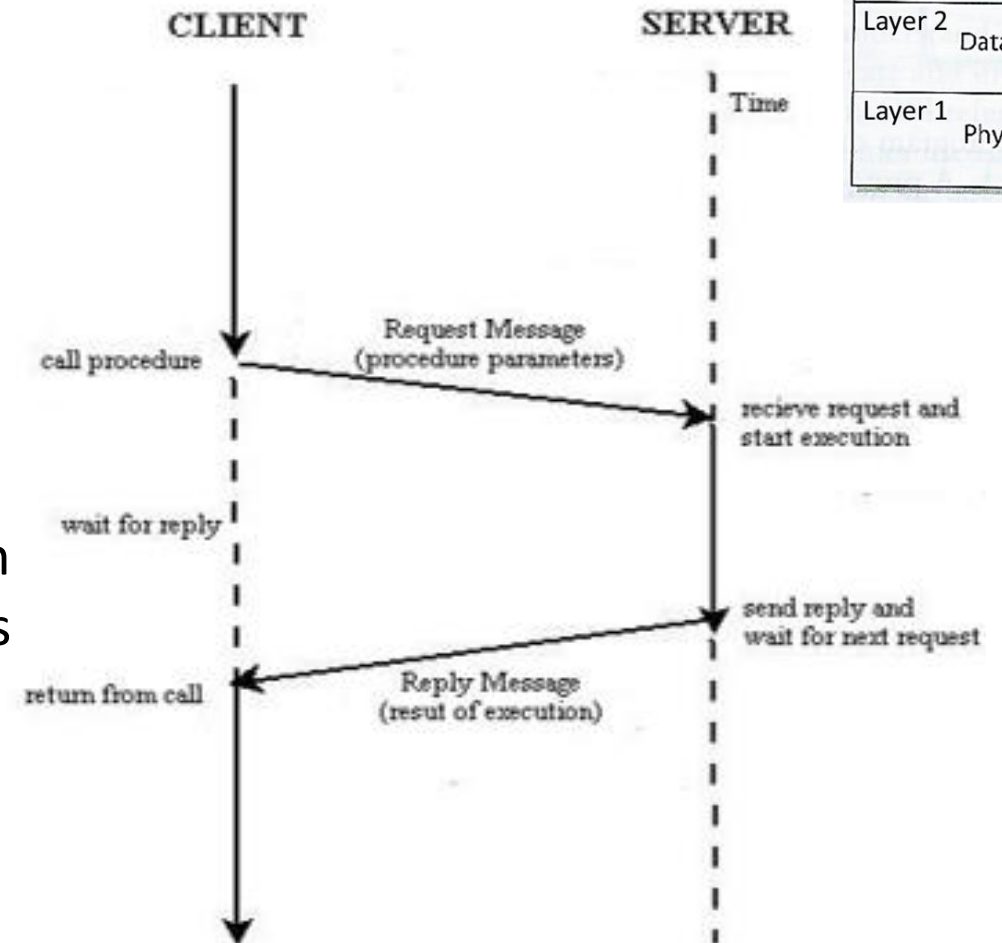 CLIENT
SERVER
Layer 2
Time
Layer 1
Request Message
(procedure parameters)
call procedure
recieve request and
start execution
wait for reply
send reply and
wait for next request
return from call
Reply Message
(resut of execution)